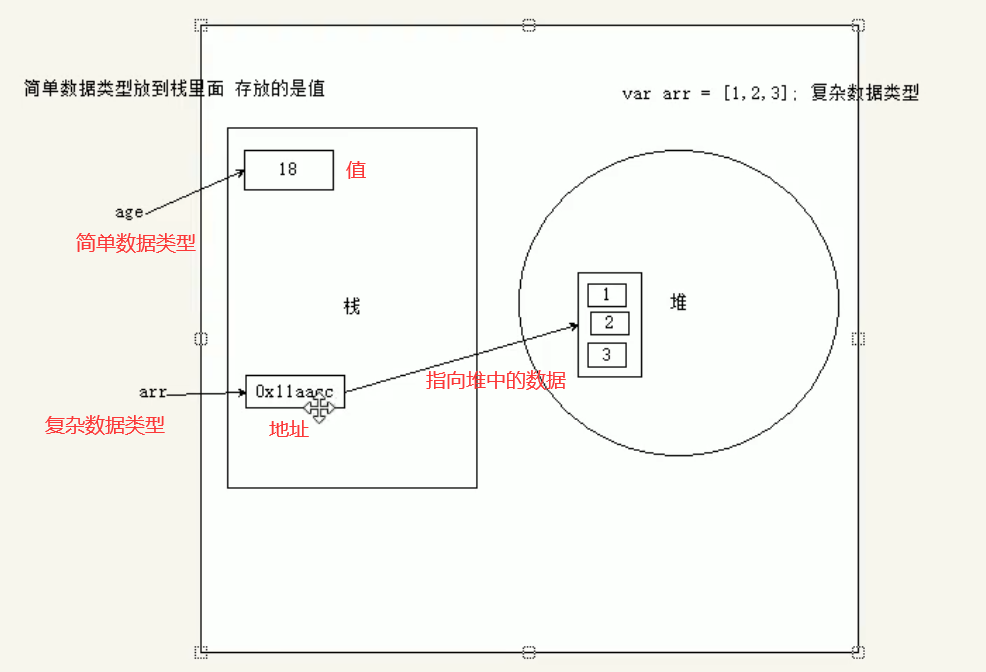 简单数据类型放到栈里面 存放的是值
var arr = [1,2,3]; 复杂数据类型
18
值
age
简单数据类型
栈
堆
1
2
3
指向堆中的数据
arr
0x11aacc
复杂数据类型
地址